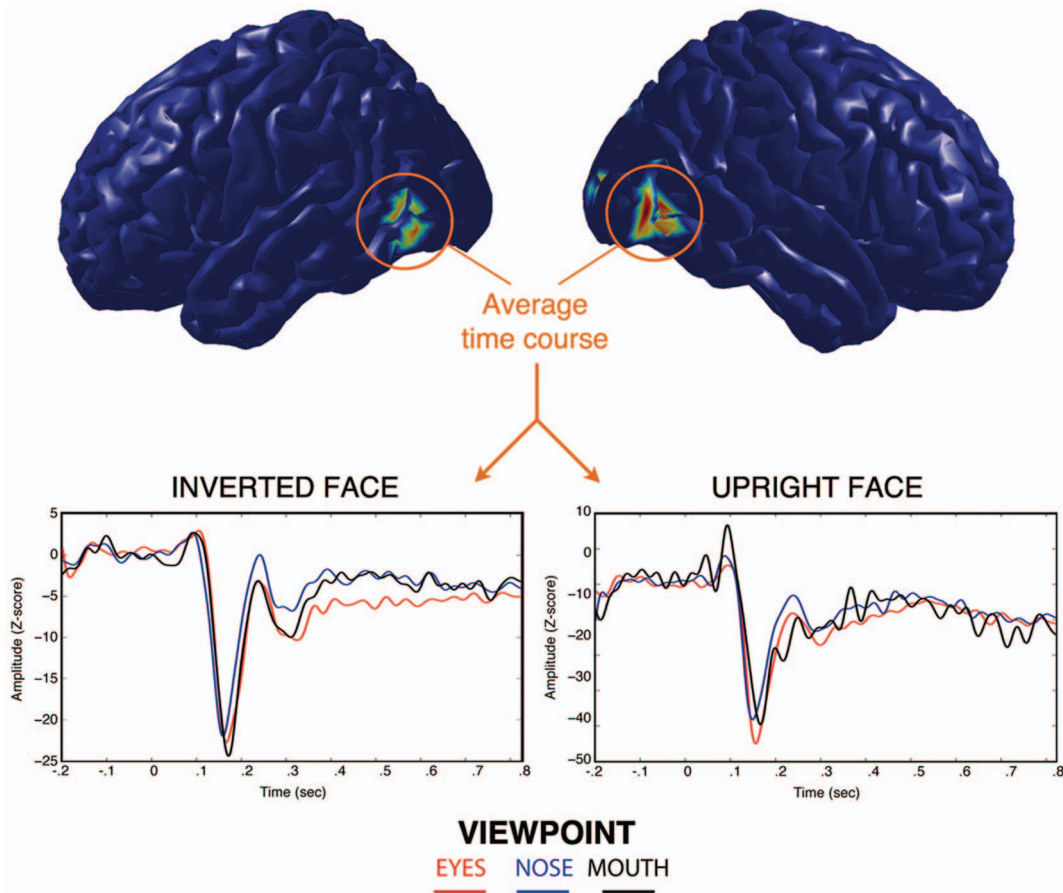 Average
time course
INVERTED FACE
Amplitude (Z-score)
5
0
-5
-10
-15
-20
-25
-.2 -.1 0 .1 .2 .3 .4 .5 .6 .7 .8
Time (sec)
UPRIGHT FACE
Amplitude (Z-score)
10
0
-10
-20
-30
-40
-50
-.2 -.1 0 .1 .2 .3 .4 .5 .6 .7 .8
Time (sec)
VIEWPOINT
EYES NOSE MOUTH